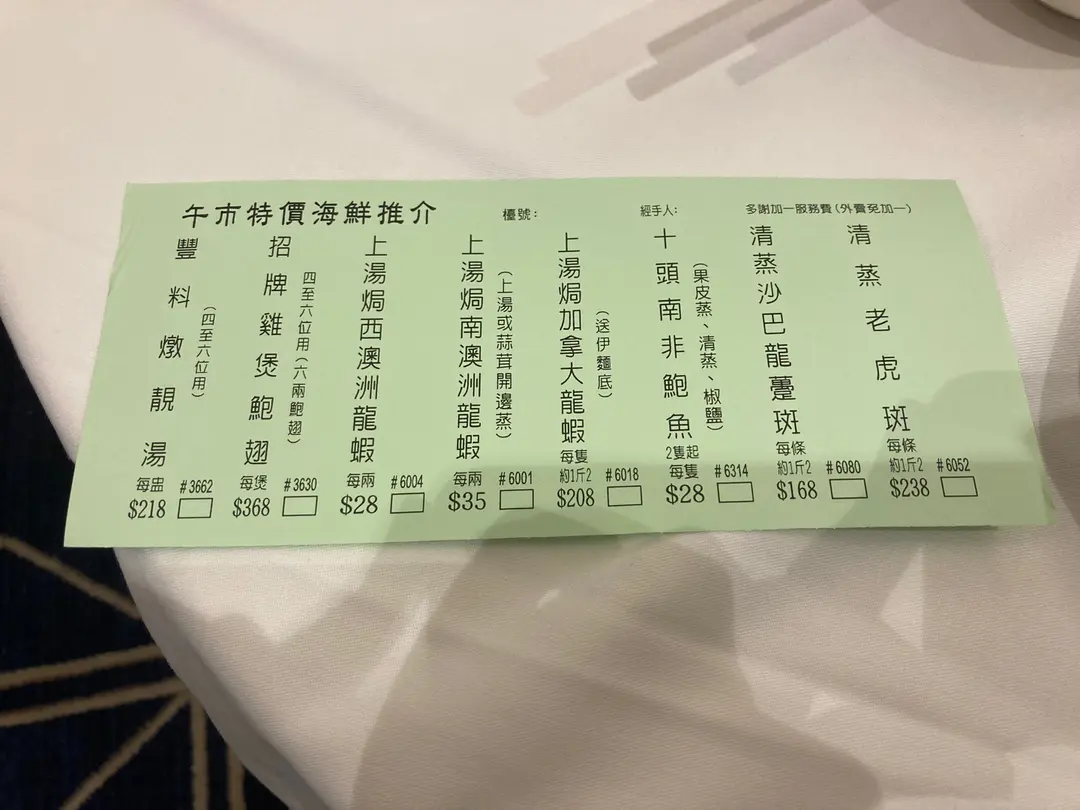 午市特價海鮮推介
檯號：
經手人：
多謝加一服務費（外賣免加一）
清蒸老虎斑
每條
約1斤2
$238
#6052
清蒸沙巴龍躉斑
每條
約1斤2
$168
#6080
十頭南非鮑魚
（果皮蒸、清蒸、椒鹽）
2隻起
每隻
$28
#6314
上湯焗加拿大龍蝦
（送伊麵底）
每隻
約1斤2
$208
#6018
上湯焗南澳洲龍蝦
（上湯或蒜茸開邊蒸）
每兩
$35
#6001
上湯焗西澳洲龍蝦
每兩
$28
#6004
招牌雞煲鮑翅
四至六位用（六兩鮑翅）
每煲
$368
#3630
豐料燉靚湯
（四至六位用）
每盅
$218
#3662